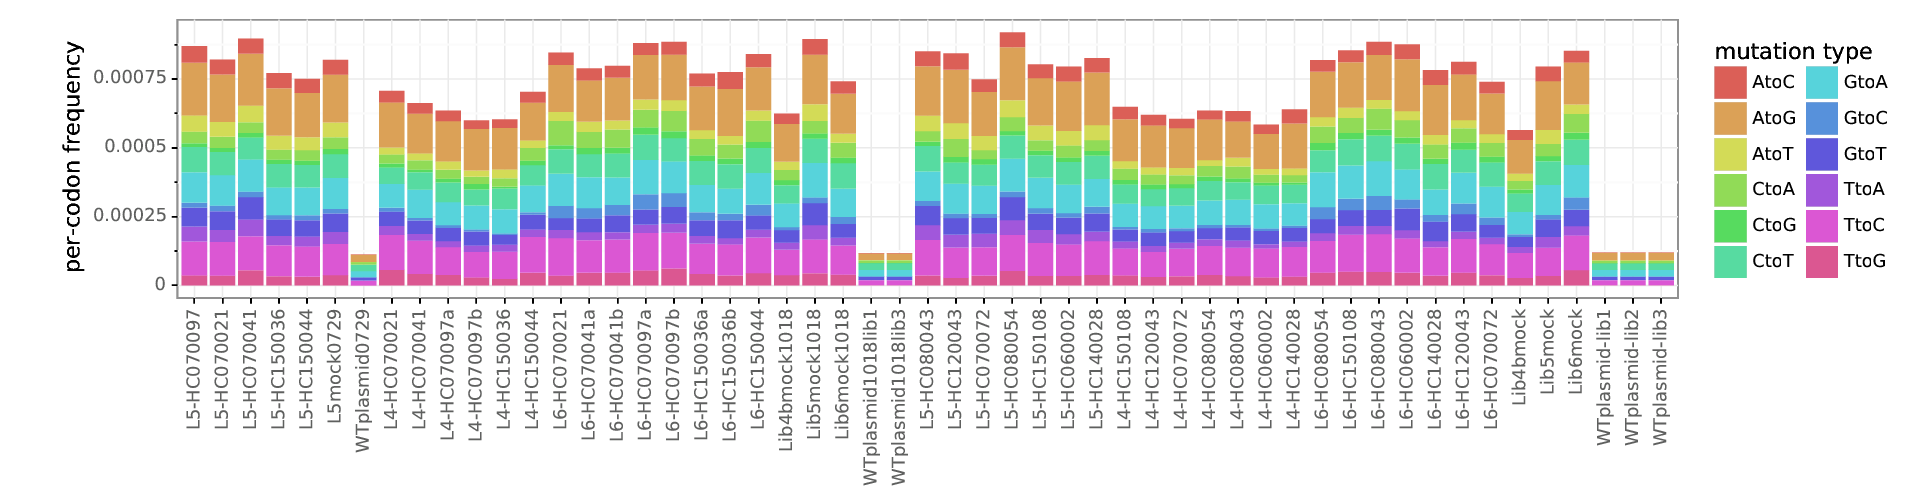 per-codon frequency
0.00075
0.0005
0.00025
0
L5-HC070097
L5-HC070021
L5-HC070041
L5-HC150036
L5-HC150044
L5mock0729
WTplasmid0729
L4-HC070021
L4-HC070041
L4-HC070097a
L4-HC070097b
L4-HC150036
L4-HC150044
L6-HC070021
L6-HC070041a
L6-HC070041b
L6-HC070097a
L6-HC070097b
L6-HC150036a
L6-HC150036b
L6-HC150044
Lib4bmock1018
Lib5mock1018
Lib6mock1018
WTplasmid1018lib1
WTplasmid1018lib3
L5-HC080043
L5-HC120043
L5-HC070072
L5-HC080054
L5-HC150108
L5-HC060002
L5-HC140028
L4-HC150108
L4-HC120043
L4-HC070072
L4-HC080054
L4-HC080043
L4-HC060002
L4-HC140028
L6-HC080054
L6-HC150108
L6-HC080043
L6-HC060002
L6-HC140028
L6-HC120043
L6-HC070072
Lib4bmock
Lib5mock
Lib6mock
WTplasmid-lib1
WTplasmid-lib2
WTplasmid-lib3
mutation type
AtoC
AtoG
AtoT
CtoA
CtoG
CtoT
GtoA
GtoC
GtoT
TtoA
TtoC
TtoG